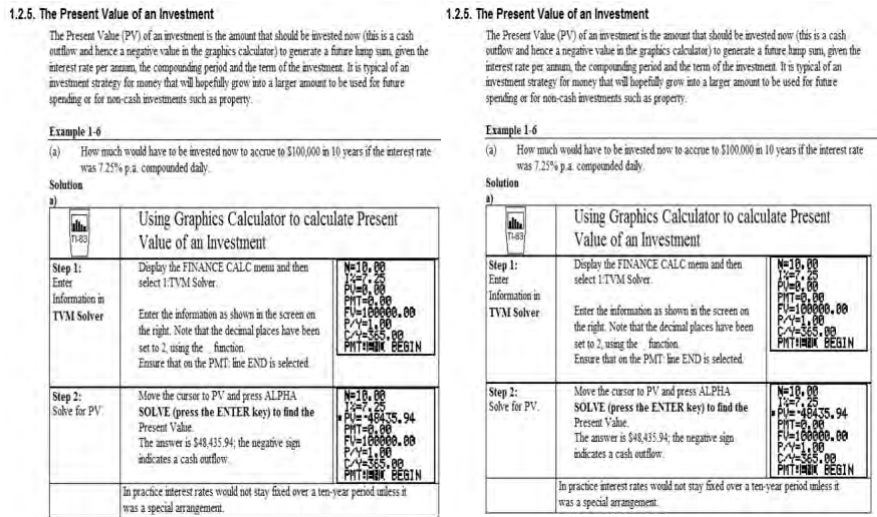 1.2.5. The Present Value of an Investment
The Present Value (PV) of an investment is the amount that should be invested now (this is a cash
outflow and hence a negative value in the graphics calculator) to generate a future lump sum, given the
interest rate per annum, the compounding period and the term of the investment. It is typical of an
investment strategy for money that will hopefully grow into a larger amount to be used for future
spending or for non-cash investments such as property.
Example 1-6
(a) How much would have to be invested now to accrue to $100,000 in 10 years if the interest rate
was 7.25% p.a. compounded daily.
Solution
a)
TI-83
Using Graphics Calculator to calculate Present
Value of an Investment
Step 1:
Enter
Information in
TVM Solver
Display the FINANCE CALC menu and then
select 1:TVM Solver.
Enter the information as shown in the screen on
the right. Note that the decimal places have been
set to 2, using the _ function.
Ensure that on the PMT: line END is selected.
N=10.00
I%=7.25
PV=0.00
PMT=0.00
FV=100000.00
P/Y=1.00
C/Y=365.00
PMT:END BEGIN
Step 2:
Solve for PV.
Move the cursor to PV and press ALPHA
SOLVE (press the ENTER key) to find the
Present Value.
The answer is $48,435.94; the negative sign
indicates a cash outflow.
N=10.00
I%=7.25
PV=-48435.94
PMT=0.00
FV=100000.00
P/Y=1.00
C/Y=365.00
PMT:END BEGIN
In practice interest rates would not stay fixed over a ten-year period unless it
was a special arrangement.
1.2.5. The Present Value of an Investment
The Present Value (PV) of an investment is the amount that should be invested now (this is a cash
outflow and hence a negative value in the graphics calculator) to generate a future lump sum, given the
interest rate per annum, the compounding period and the term of the investment. It is typical of an
investment strategy for money that will hopefully grow into a larger amount to be used for future
spending or for non-cash investments such as property.
Example 1-6
(a) How much would have to be invested now to accrue to $100,000 in 10 years if the interest rate
was 7.25% p.a. compounded daily.
Solution
a)
TI-83
Using Graphics Calculator to calculate Present
Value of an Investment
Step 1:
Enter
Information in
TVM Solver
Display the FINANCE CALC menu and then
select 1:TVM Solver.
Enter the information as shown in the screen on
the right. Note that the decimal places have been
set to 2, using the _ function.
Ensure that on the PMT: line END is selected.
N=10.00
I%=7.25
PV=0.00
PMT=0.00
FV=100000.00
P/Y=1.00
C/Y=365.00
PMT:END BEGIN
Step 2:
Solve for PV.
Move the cursor to PV and press ALPHA
SOLVE (press the ENTER key) to find the
Present Value.
The answer is $48,435.94; the negative sign
indicates a cash outflow.
N=10.00
I%=7.25
PV=-48435.94
PMT=0.00
FV=100000.00
P/Y=1.00
C/Y=365.00
PMT:END BEGIN
In practice interest rates would not stay fixed over a ten-year period unless it
was a special arrangement.